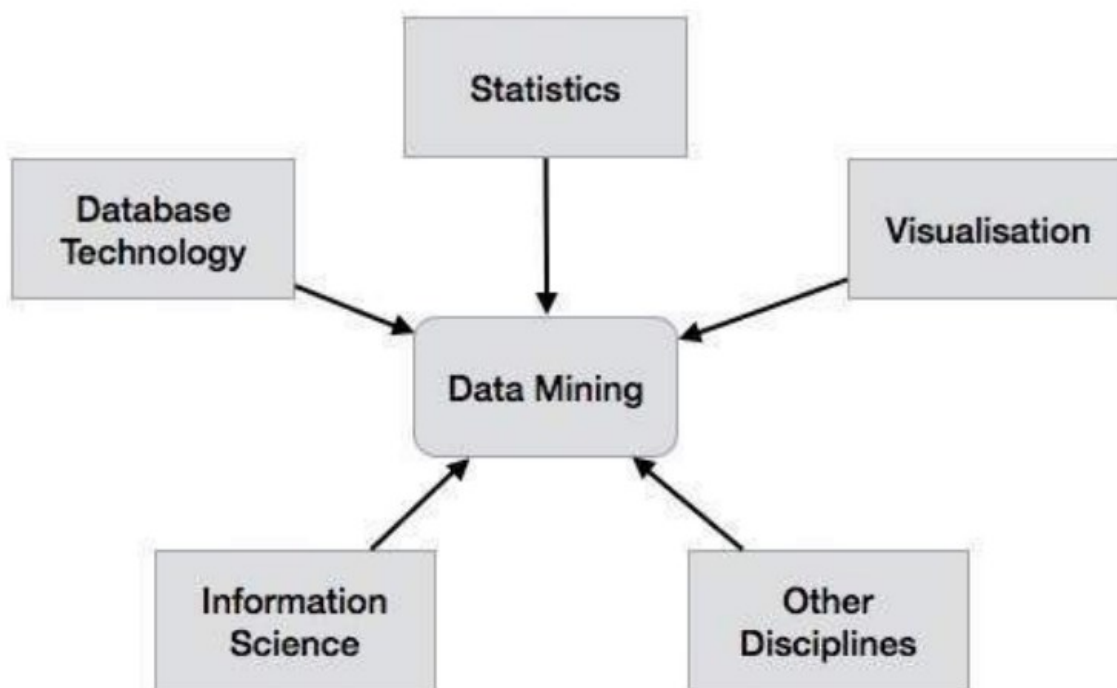 Statistics
Database
Technology
Visualisation
Data Mining
Information
Science
Other
Disciplines